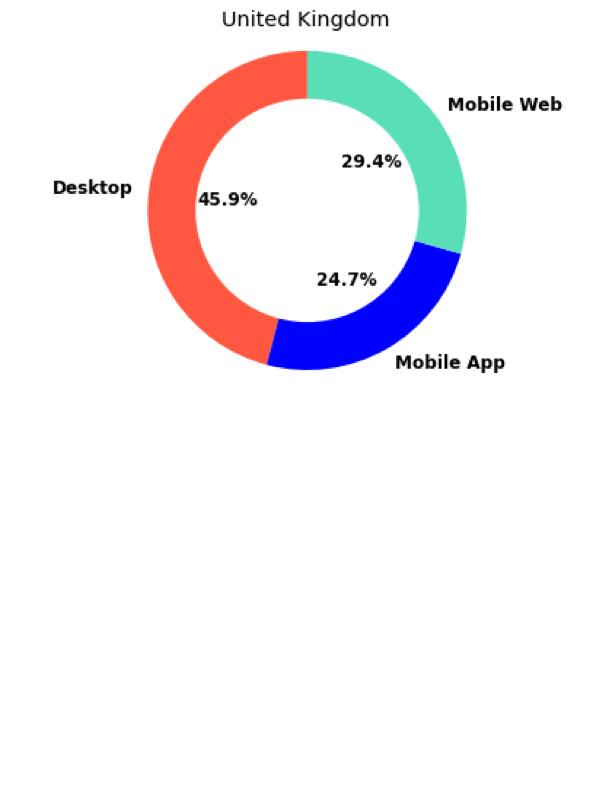 United Kingdom
Mobile Web
29.4%
Desktop
45.9%
24.7%
Mobile App